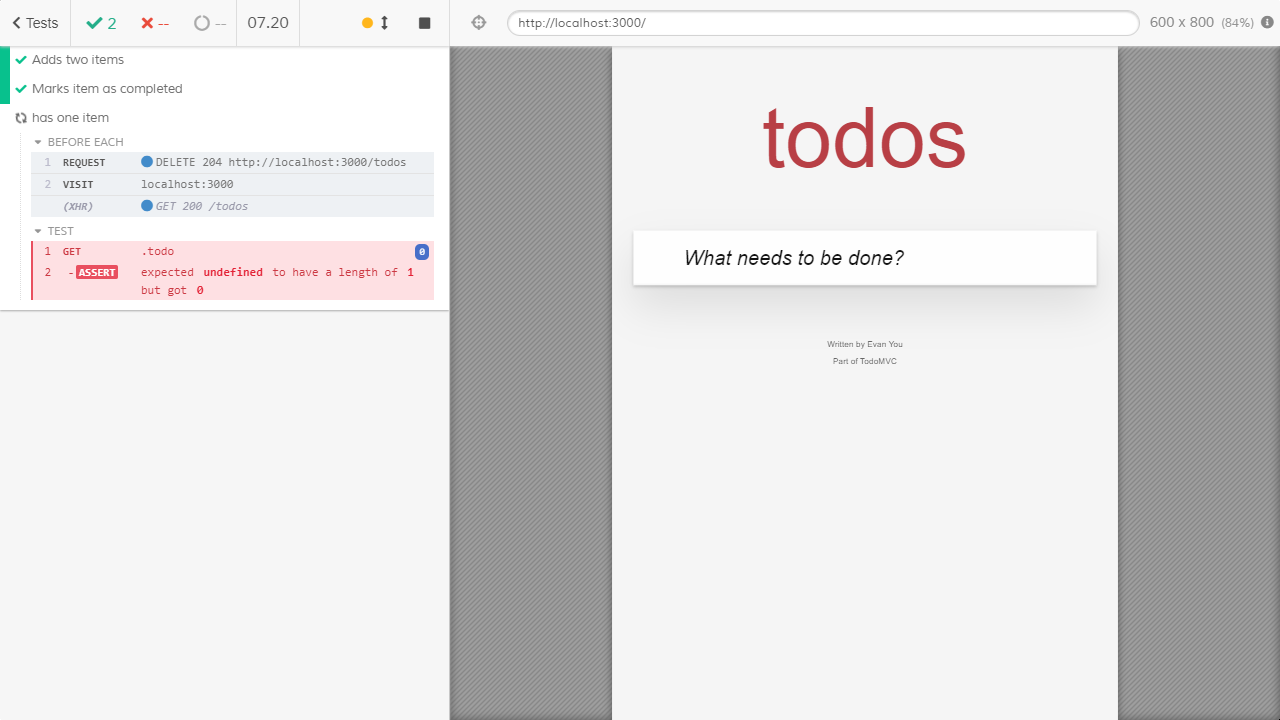 Tests 2 -- -- 07.20
http://localhost:3000/ 600 x 800 (84%)
Adds two items
Marks item as completed
has one item
BEFORE EACH
1 REQUEST DELETE 204 http://localhost:3000/todos
2 VISIT localhost:3000
(XHR) GET 200 /todos
TEST
1 GET .todo 0
2 -ASSERT expected undefined to have a length of 1
but got 0
todos
What needs to be done?
Written by Evan You
Part of TodoMVC